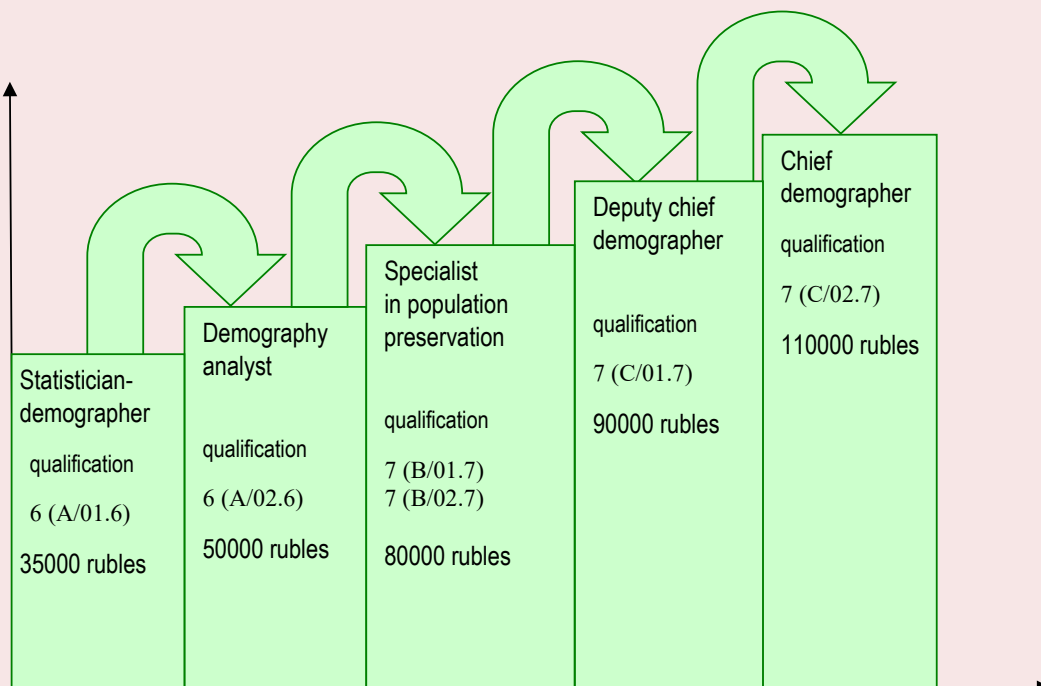 Statistician-
demographer
qualification
6 (A/01.6)
35000 rubles
Demography
analyst
qualification
6 (A/02.6)
50000 rubles
Specialist
in population
preservation
qualification
7 (B/01.7)
7 (B/02.7)
80000 rubles
Deputy chief
demographer
qualification
7 (C/01.7)
90000 rubles
Chief
demographer
qualification
7 (C/02.7)
110000 rubles